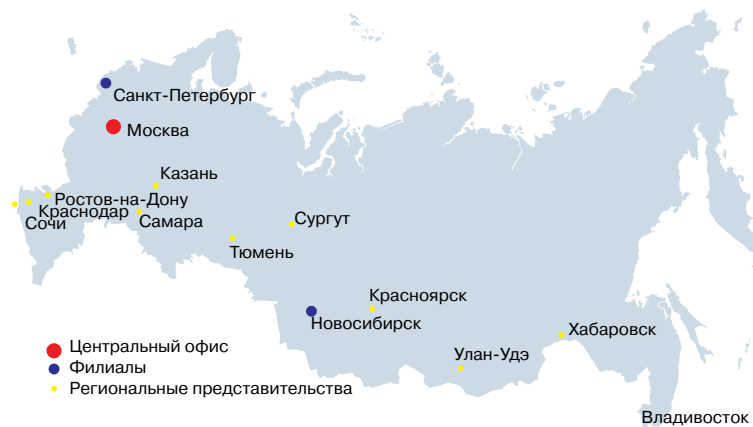 Санкт-Петербург
Москва
Казань
Ростов-на-Дону
Краснодар
Самара
Сочи
Сургут
Тюмень
Красноярск
Новосибирск
Хабаровск
Улан-Удэ
Центральный офис
Филиалы
Региональные представительства
Владивосток